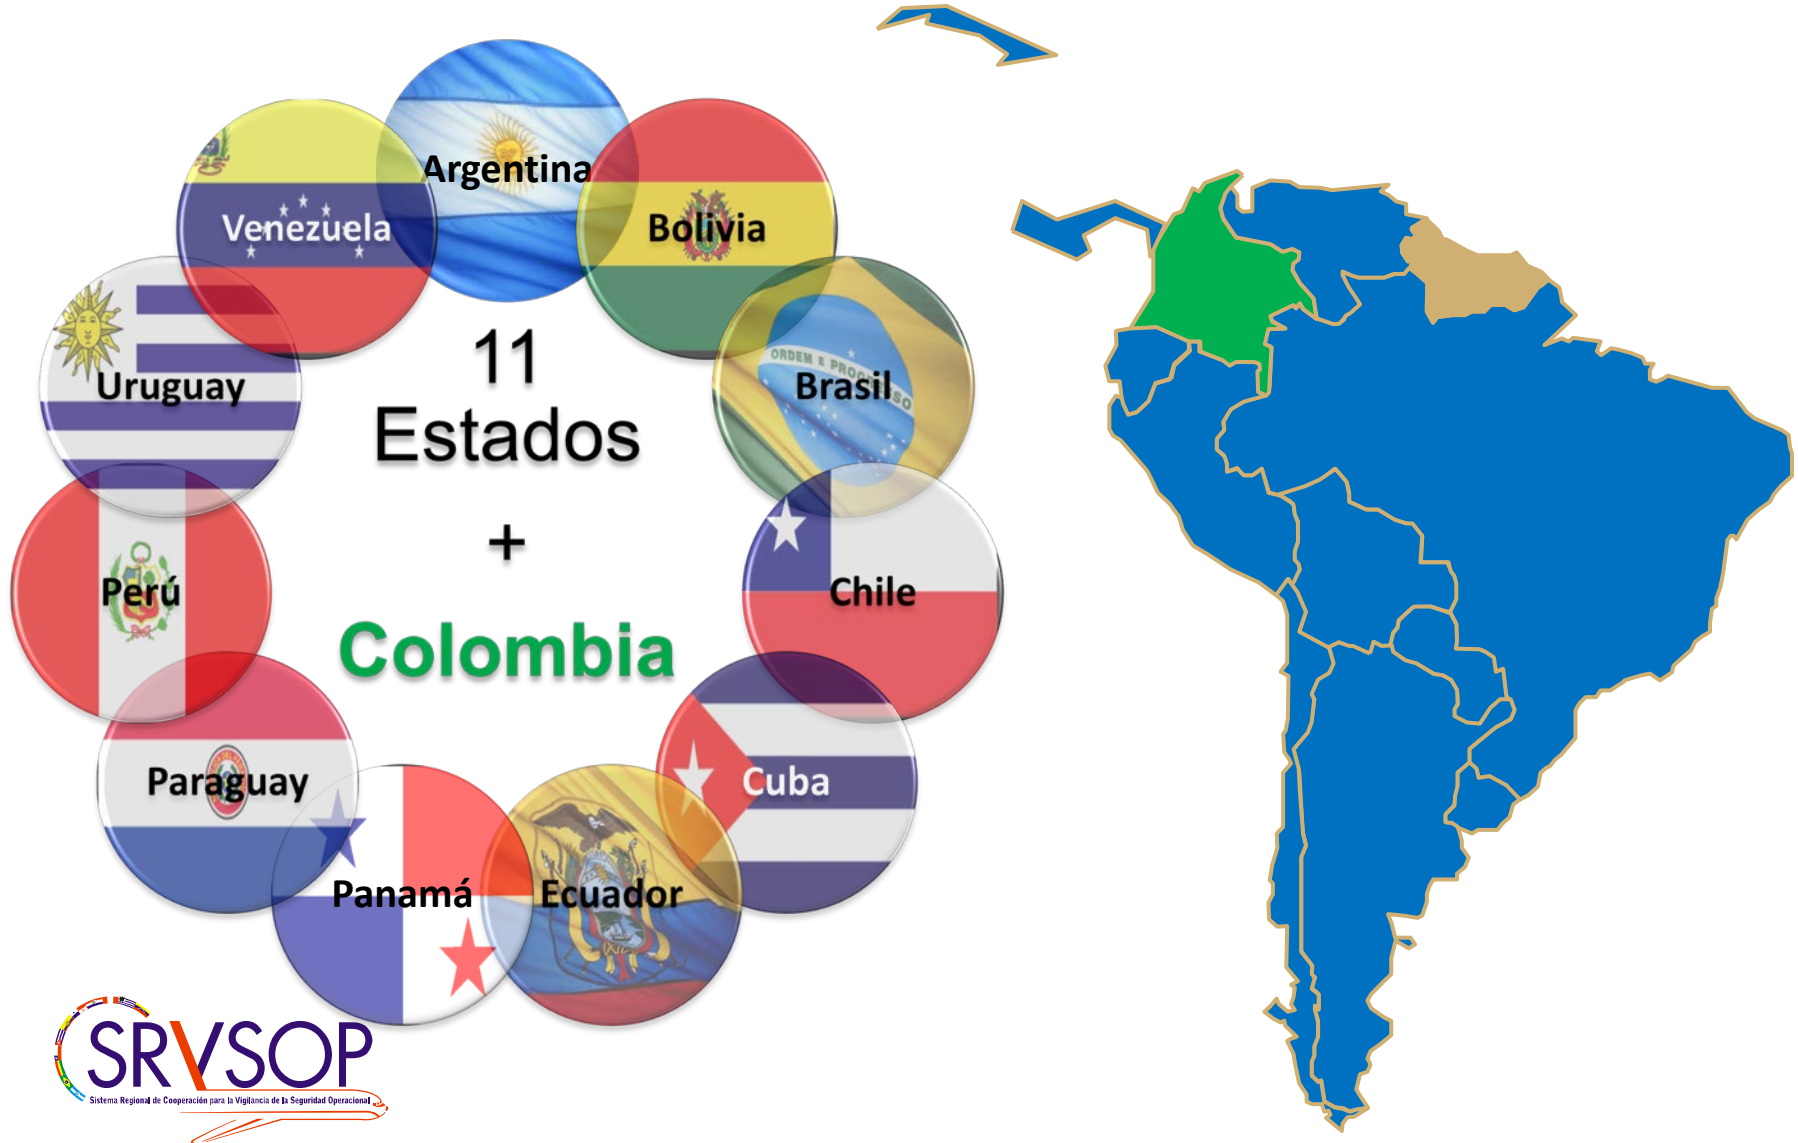 Argentina
Bolivia
Venezuela
ORDEM E PROGRESSO
Brasil
Uruguay
11
Estados
+
Colombia
Chile
Perú
Cuba
Paraguay
Panamá
Ecuador
SRVSOP
Sistema Regional de Cooperación para la Vigilancia de la Seguridad Operacional